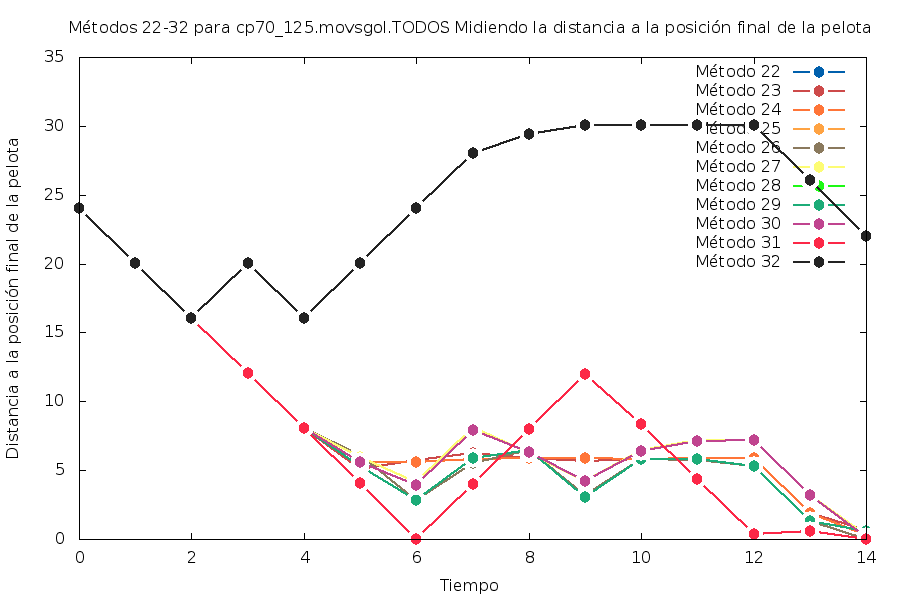 Métodos 22-32 para cp70_125.movsgol.TODOS Midiendo la distancia a la posición final de la pelota
35
30
25
20
15
10
5
0
Distancia a la posición final de la pelota
Método 22
Método 23
Método 24
Método 25
Método 26
Método 27
Método 28
Método 29
Método 30
Método 31
Método 32
0 2 4 6 8 10 12 14
Tiempo